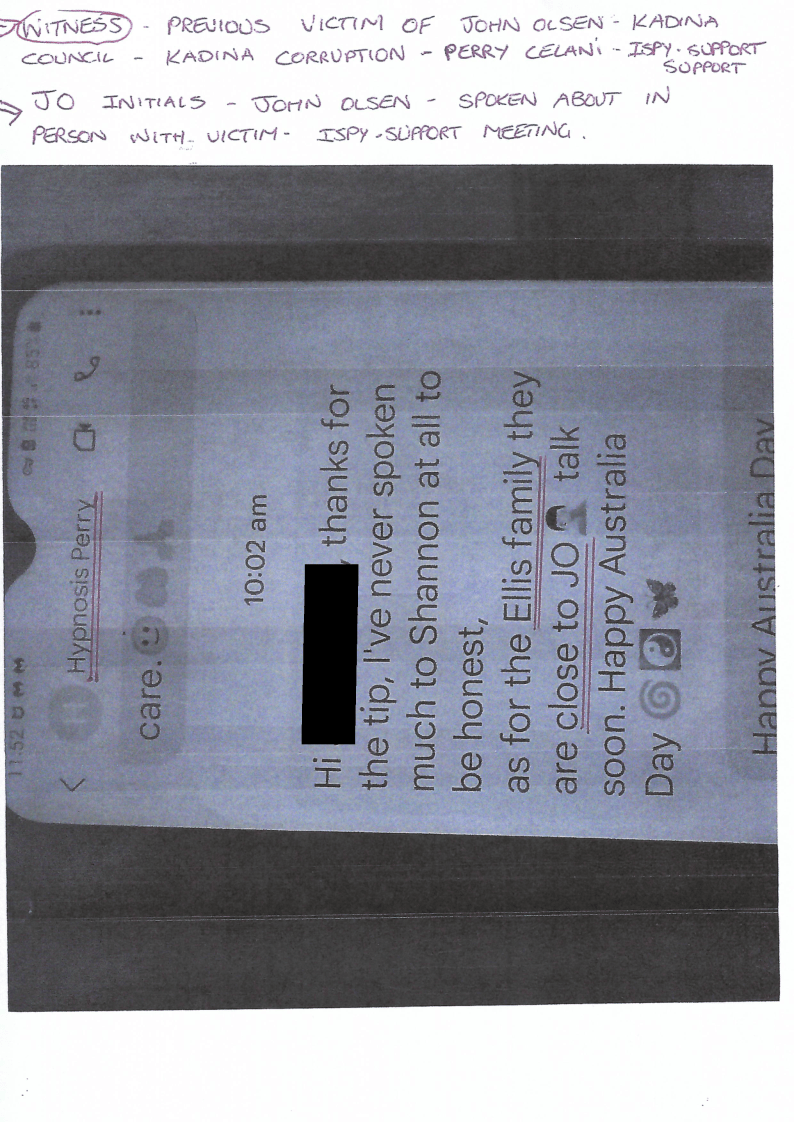 WITNESS - PREVIOUS VICTIM OF JOHN OLSEN - KADINA
COUNCIL - KADINA CORRUPTION - PERRY CELANI - ISPY-SUPPORT
SUPPORT
JO INITIALS - JOHN OLSEN - SPOKEN ABOUT IN
PERSON WITH VICTIM - ISPY-SUPPORT MEETING.
11:52
85%
Hypnosis Perry
care.
10:02 am
Hi , thanks for
the tip, I've never spoken
much to Shannon at all to
be honest,
as for the Ellis family they
are close to JO talk
soon. Happy Australia
Day
Happy Australia Day